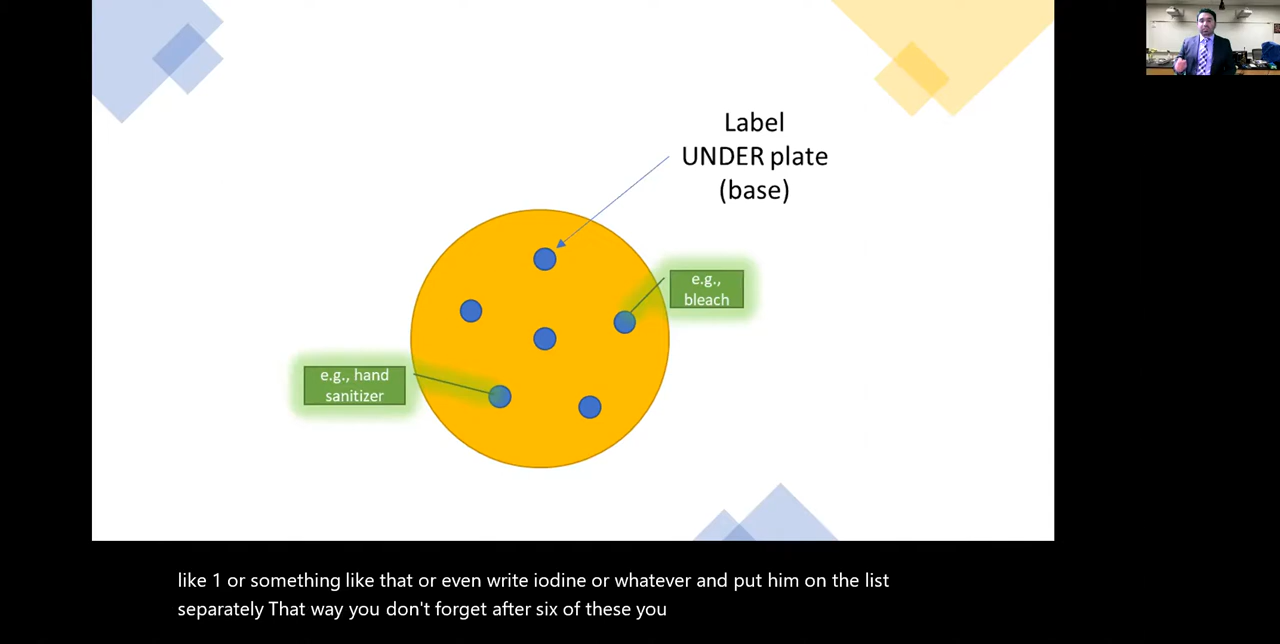 Label
UNDER plate
(base)
e.g.,
bleach
e.g., hand
sanitizer
like 1 or something like that or even write iodine or whatever and put him on the list
separately That way you don't forget after six of these you